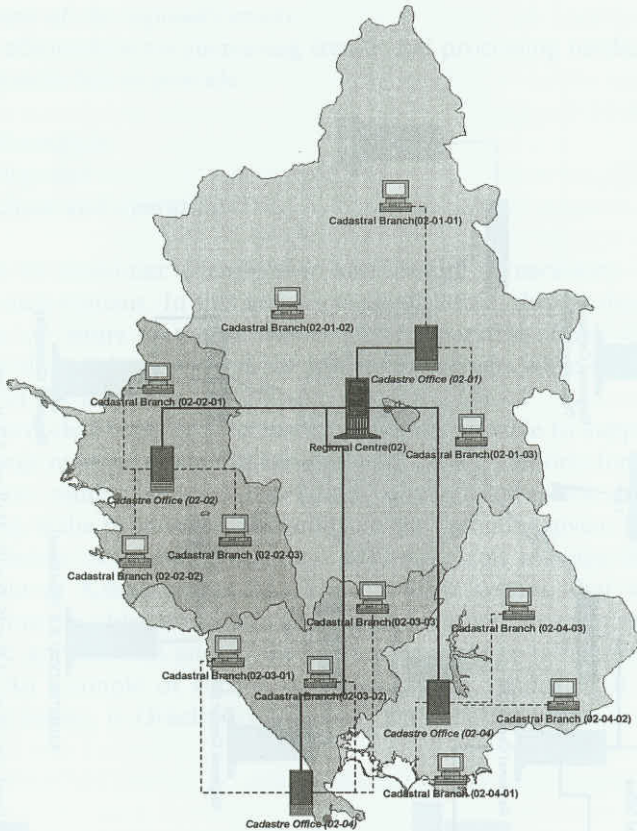 Cadastral Branch(02-01-01)
Cadastral Branch(02-01-02)
Cadastre Office (02-01)
Cadastral Branch (02-02-01)
Regional Centre(02)
Cadastral Branch(02-01-03)
Cadastre Office (02-02)
Cadastral Branch (02-02-03)
Cadastral Branch (02-02-02)
Cadastral Branch(02-03-03)
Cadastral Branch (02-04-03)
Cadastral Branch(02-03-01)
Cadastral Branch(02-03-02)
Cadastral Branch (02-04-02)
Cadastre Office (02-04)
Cadastral Branch (02-04-01)
Cadastre Office (02-04)